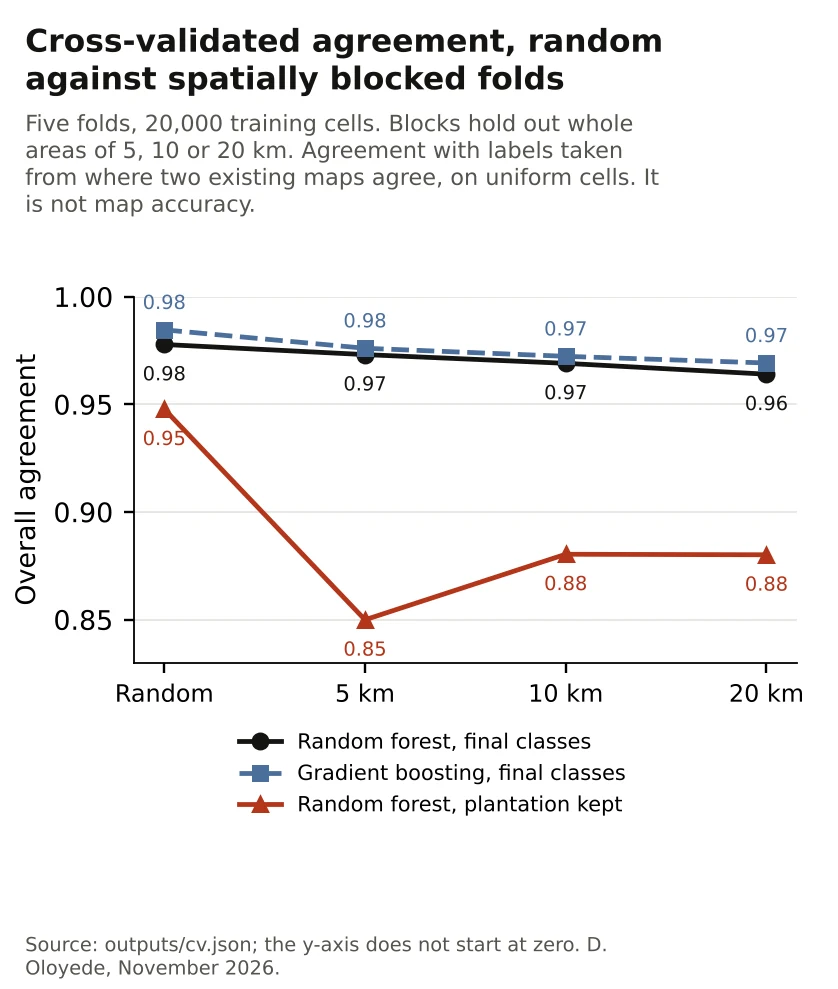 Cross-validated agreement, random
against spatially blocked folds
Five folds, 20,000 training cells. Blocks hold out whole
areas of 5, 10 or 20 km. Agreement with labels taken
from where two existing maps agree, on uniform cells. It
is not map accuracy.
Overall agreement
1.00
0.95
0.90
0.85
0.98
0.98
0.97
0.97
0.98
0.97
0.97
0.96
0.95
0.85
0.88
0.88
Random
5 km
10 km
20 km
Random forest, final classes
Gradient boosting, final classes
Random forest, plantation kept
Source: outputs/cv.json; the y-axis does not start at zero. D.
Oloyede, November 2026.